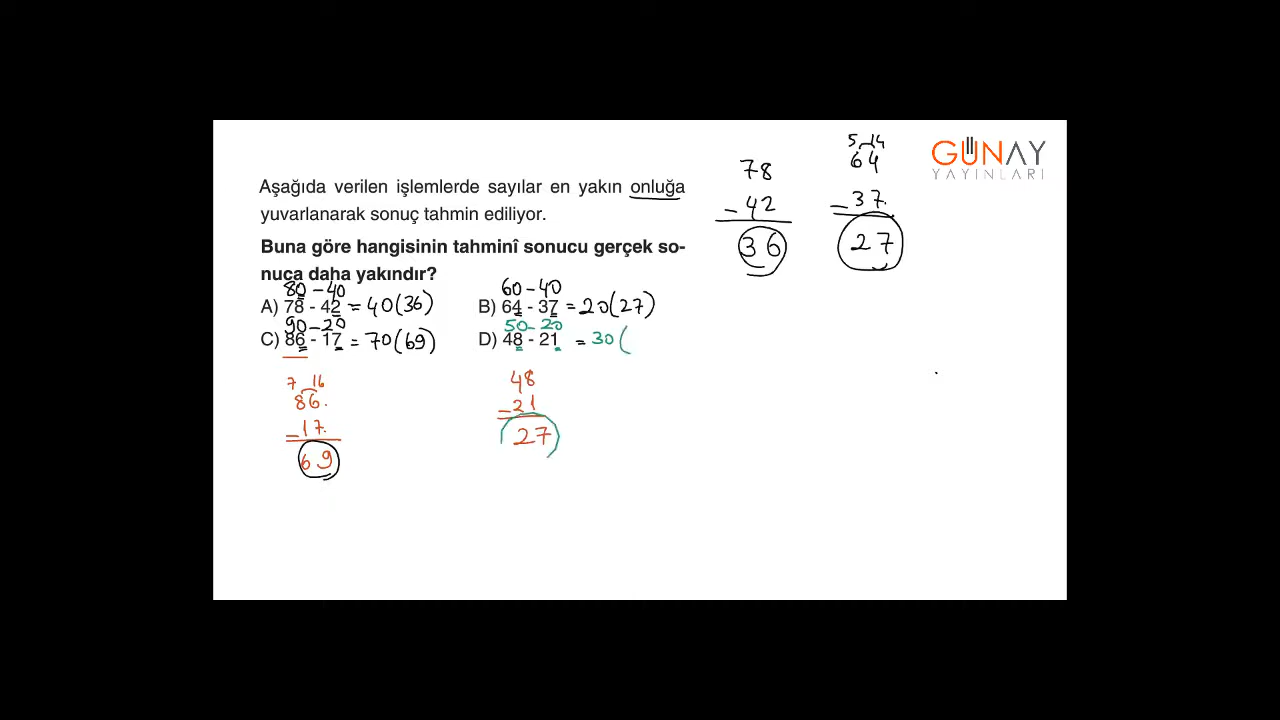 GÜNAY
YAYINLARI
Aşağıda verilen işlemlerde sayılar en yakın onluğa
yuvarlanarak sonuç tahmin ediliyor.
Buna göre hangisinin tahminî sonucu gerçek so-
nuca daha yakındır?
80 - 40
A) 78 - 42 = 40 (36)
60 - 40
B) 64 - 37 = 20 (27)
90 - 20
C) 86 - 17 = 70 (69)
50 - 20
D) 48 - 21 = 30 (
78
- 42
36
5 14
64
- 37
27
7 16
86
- 17
69
48
- 21
27